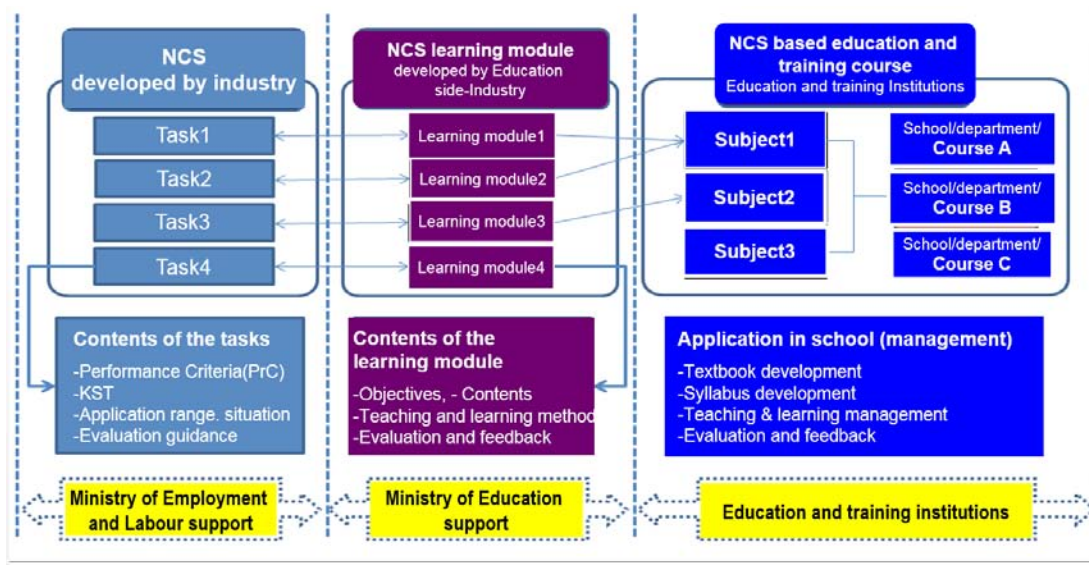 NCS
developed by industry
Task1
Task2
Task3
Task4
Contents of the tasks
-Performance Criteria(PrC)
-KST
-Application range. situation
-Evaluation guidance
Ministry of Employment
and Labour support
NCS learning module
developed by Education
side-Industry
Learning module1
Learning module2
Learning module3
Learning module4
Contents of the
learning module
-Objectives, - Contents
-Teaching and learning method
-Evaluation and feedback
Ministry of Education
support
NCS based education and
training course
Education and training Institutions
Subject1
Subject2
Subject3
School/department/
Course A
School/department/
Course B
School/department/
Course C
Application in school (management)
-Textbook development
-Syllabus development
-Teaching & learning management
-Evaluation and feedback
Education and training institutions